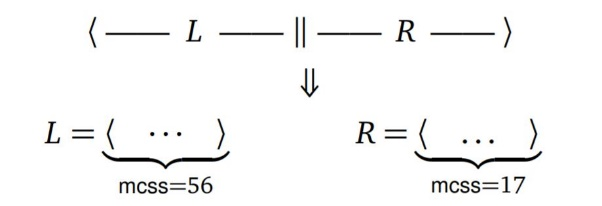 ⟨ —— L —— || —— R —— ⟩
⇓
L = ⟨ ⋯ ⟩ R = ⟨ … ⟩
mcss=56 mcss=17